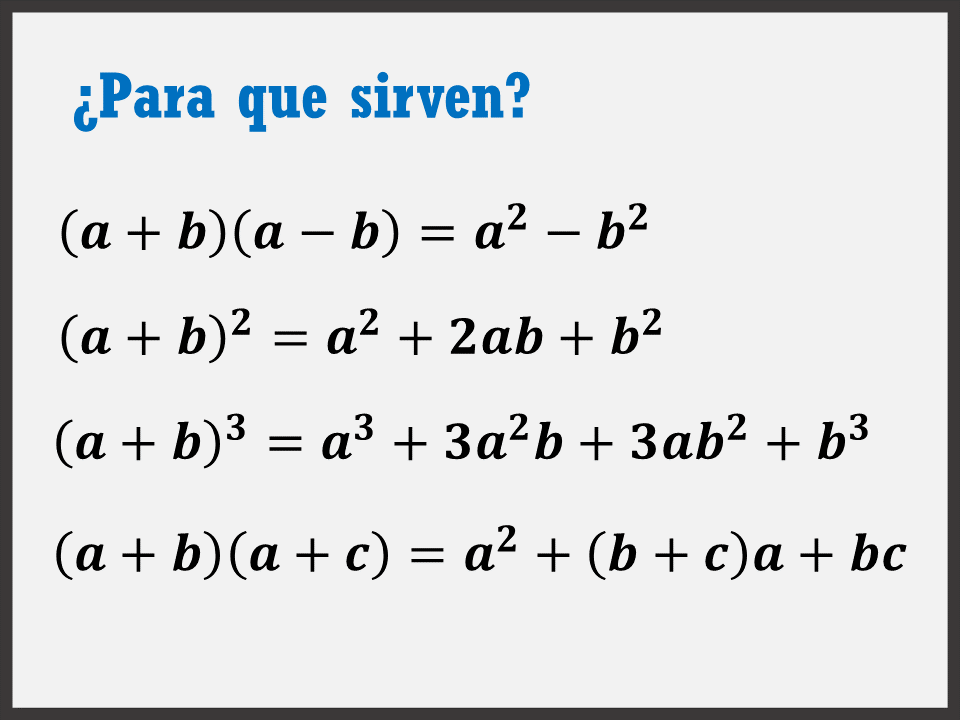 ¿Para que sirven?
(a + b)(a − b) = a² − b²
(a + b)² = a² + 2ab + b²
(a + b)³ = a³ + 3a²b + 3ab² + b³
(a + b)(a + c) = a² + (b + c)a + bc